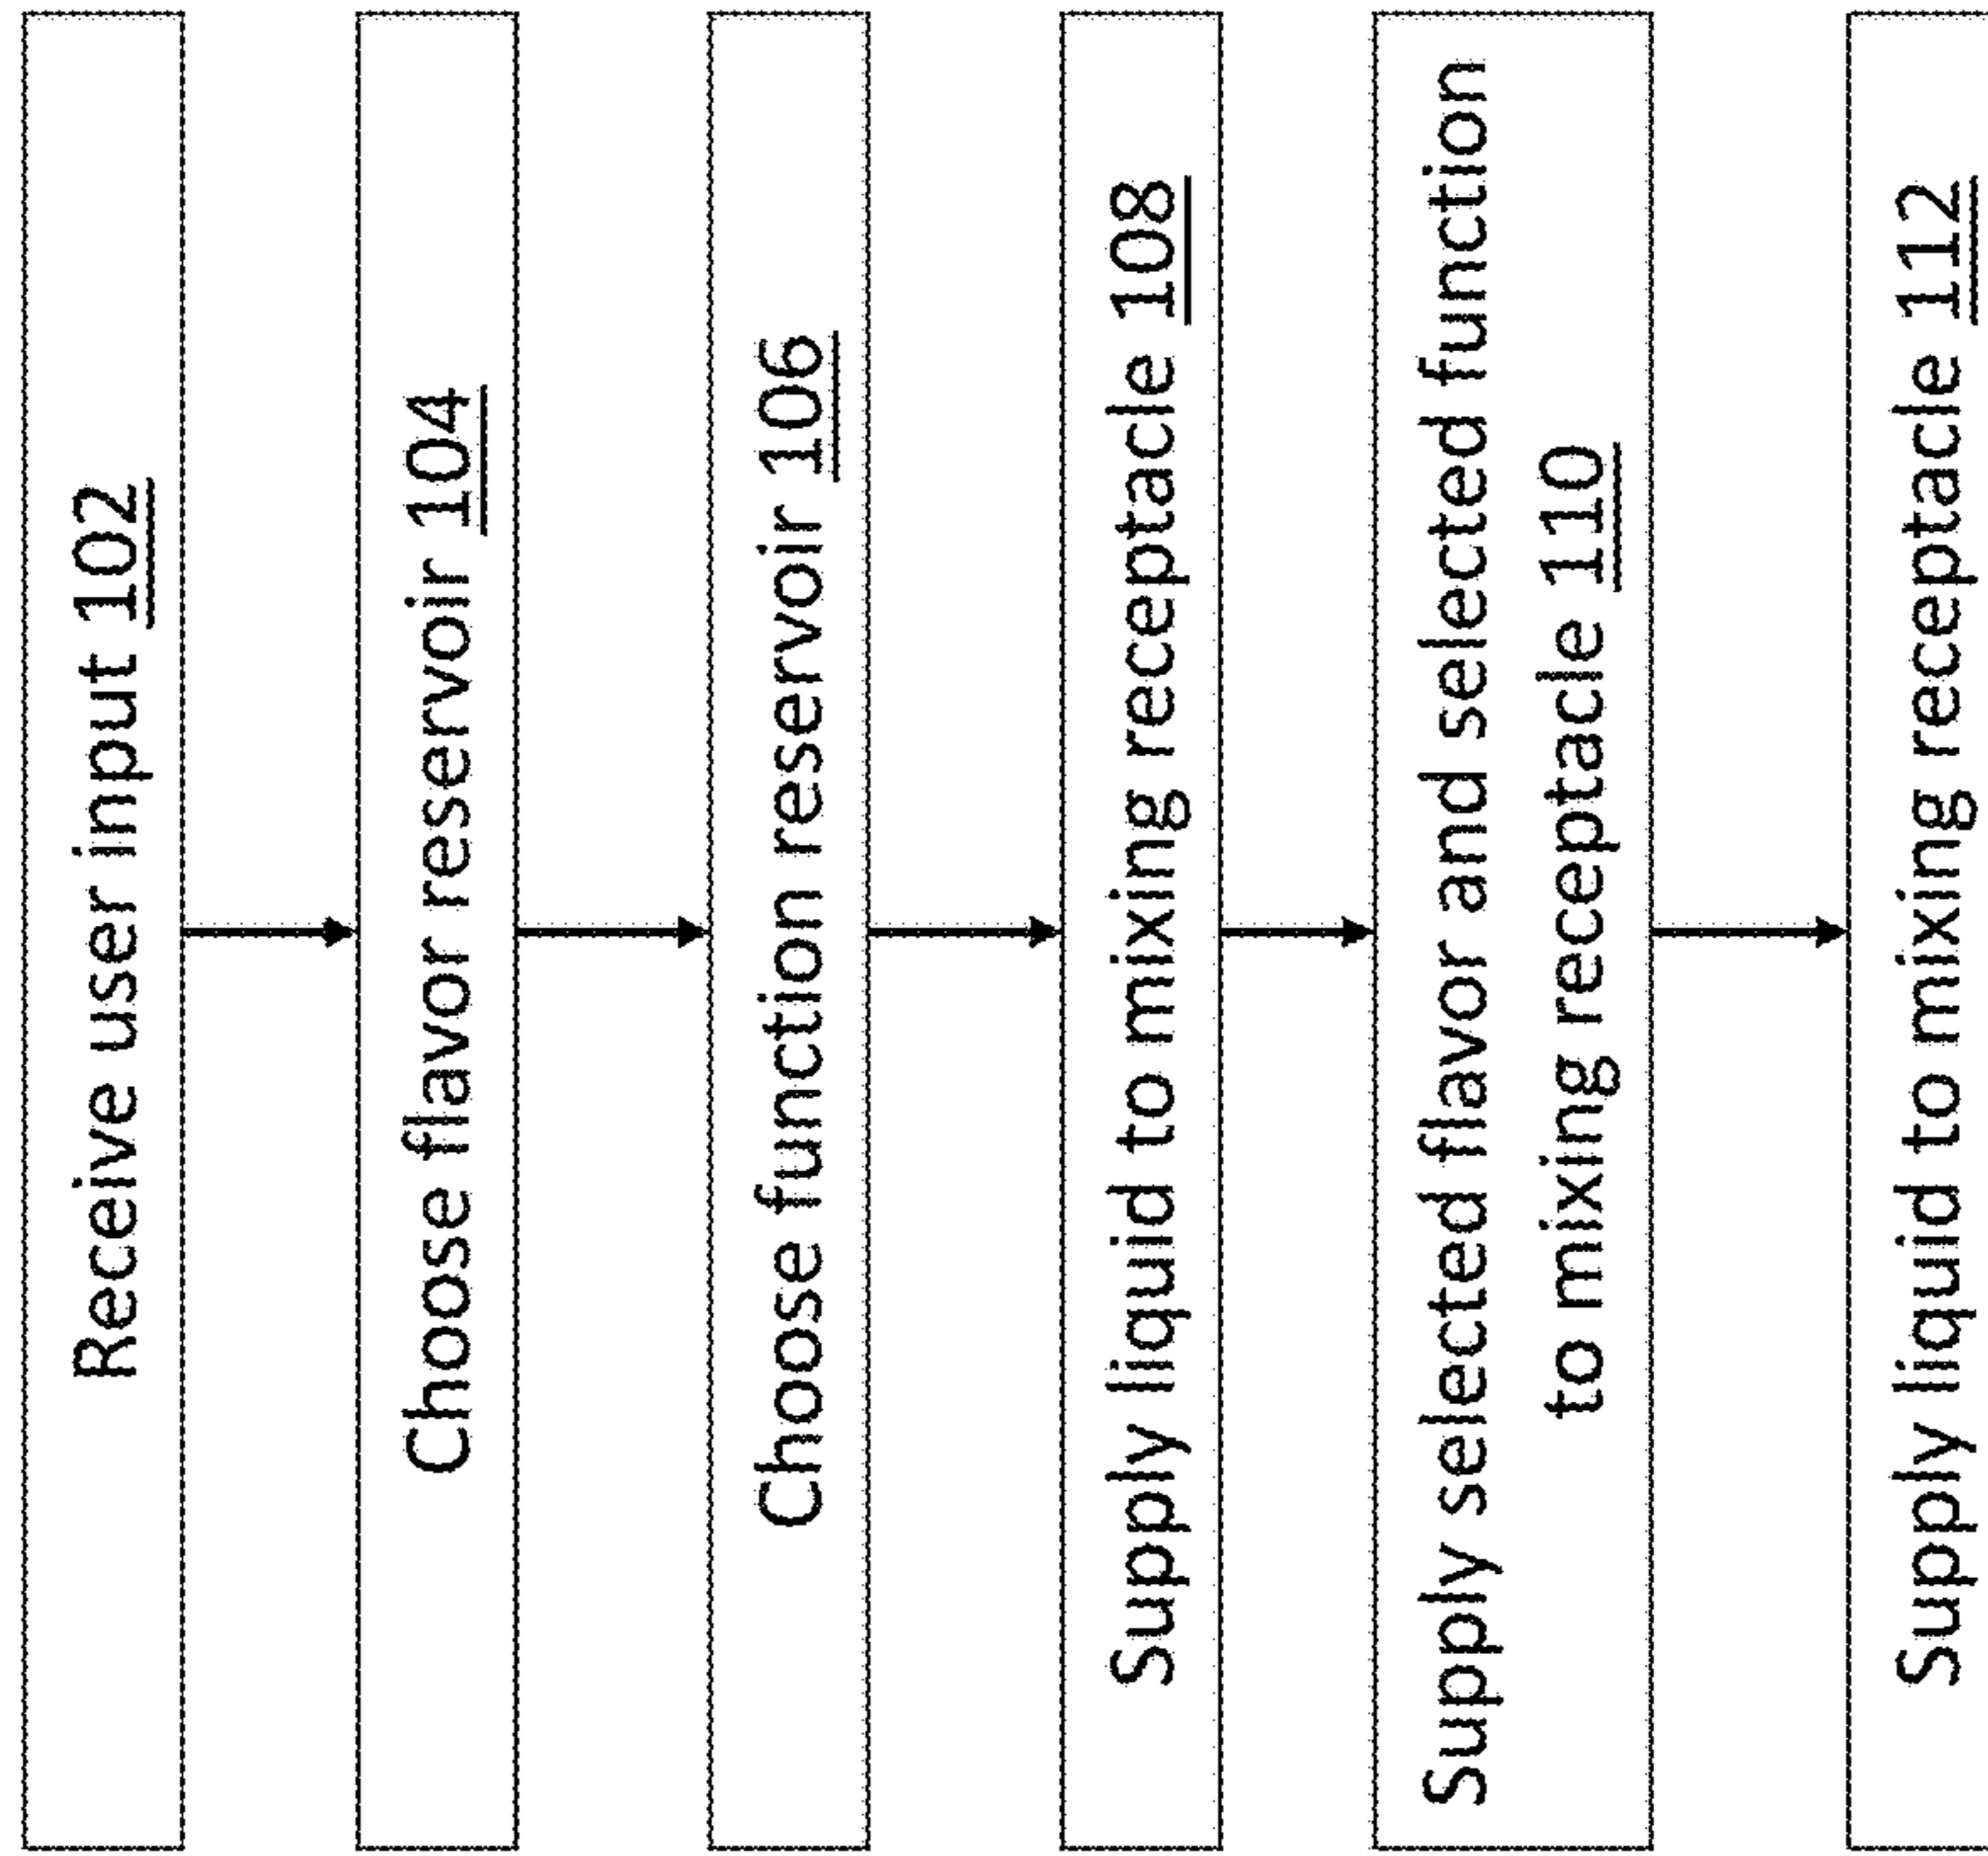 Receive user input 102
Choose flavor reservoir 104
Choose function reservoir 106
Supply liquid to mixing receptacle 108
Supply selected flavor and selected function
to mixing receptacle 110
Supply liquid to mixing receptacle 112